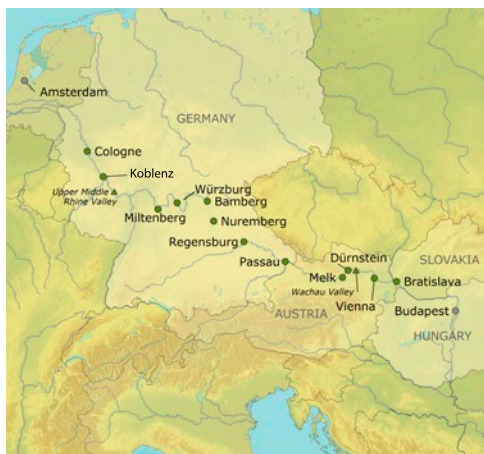 Amsterdam
GERMANY
Cologne
Koblenz
Upper Middle
Rhine Valley
Würzburg
Bamberg
Miltenberg
Nuremberg
Regensburg
Passau
Dürnstein
SLOVAKIA
Melk
Bratislava
Wachau Valley
Vienna
AUSTRIA
Budapest
HUNGARY